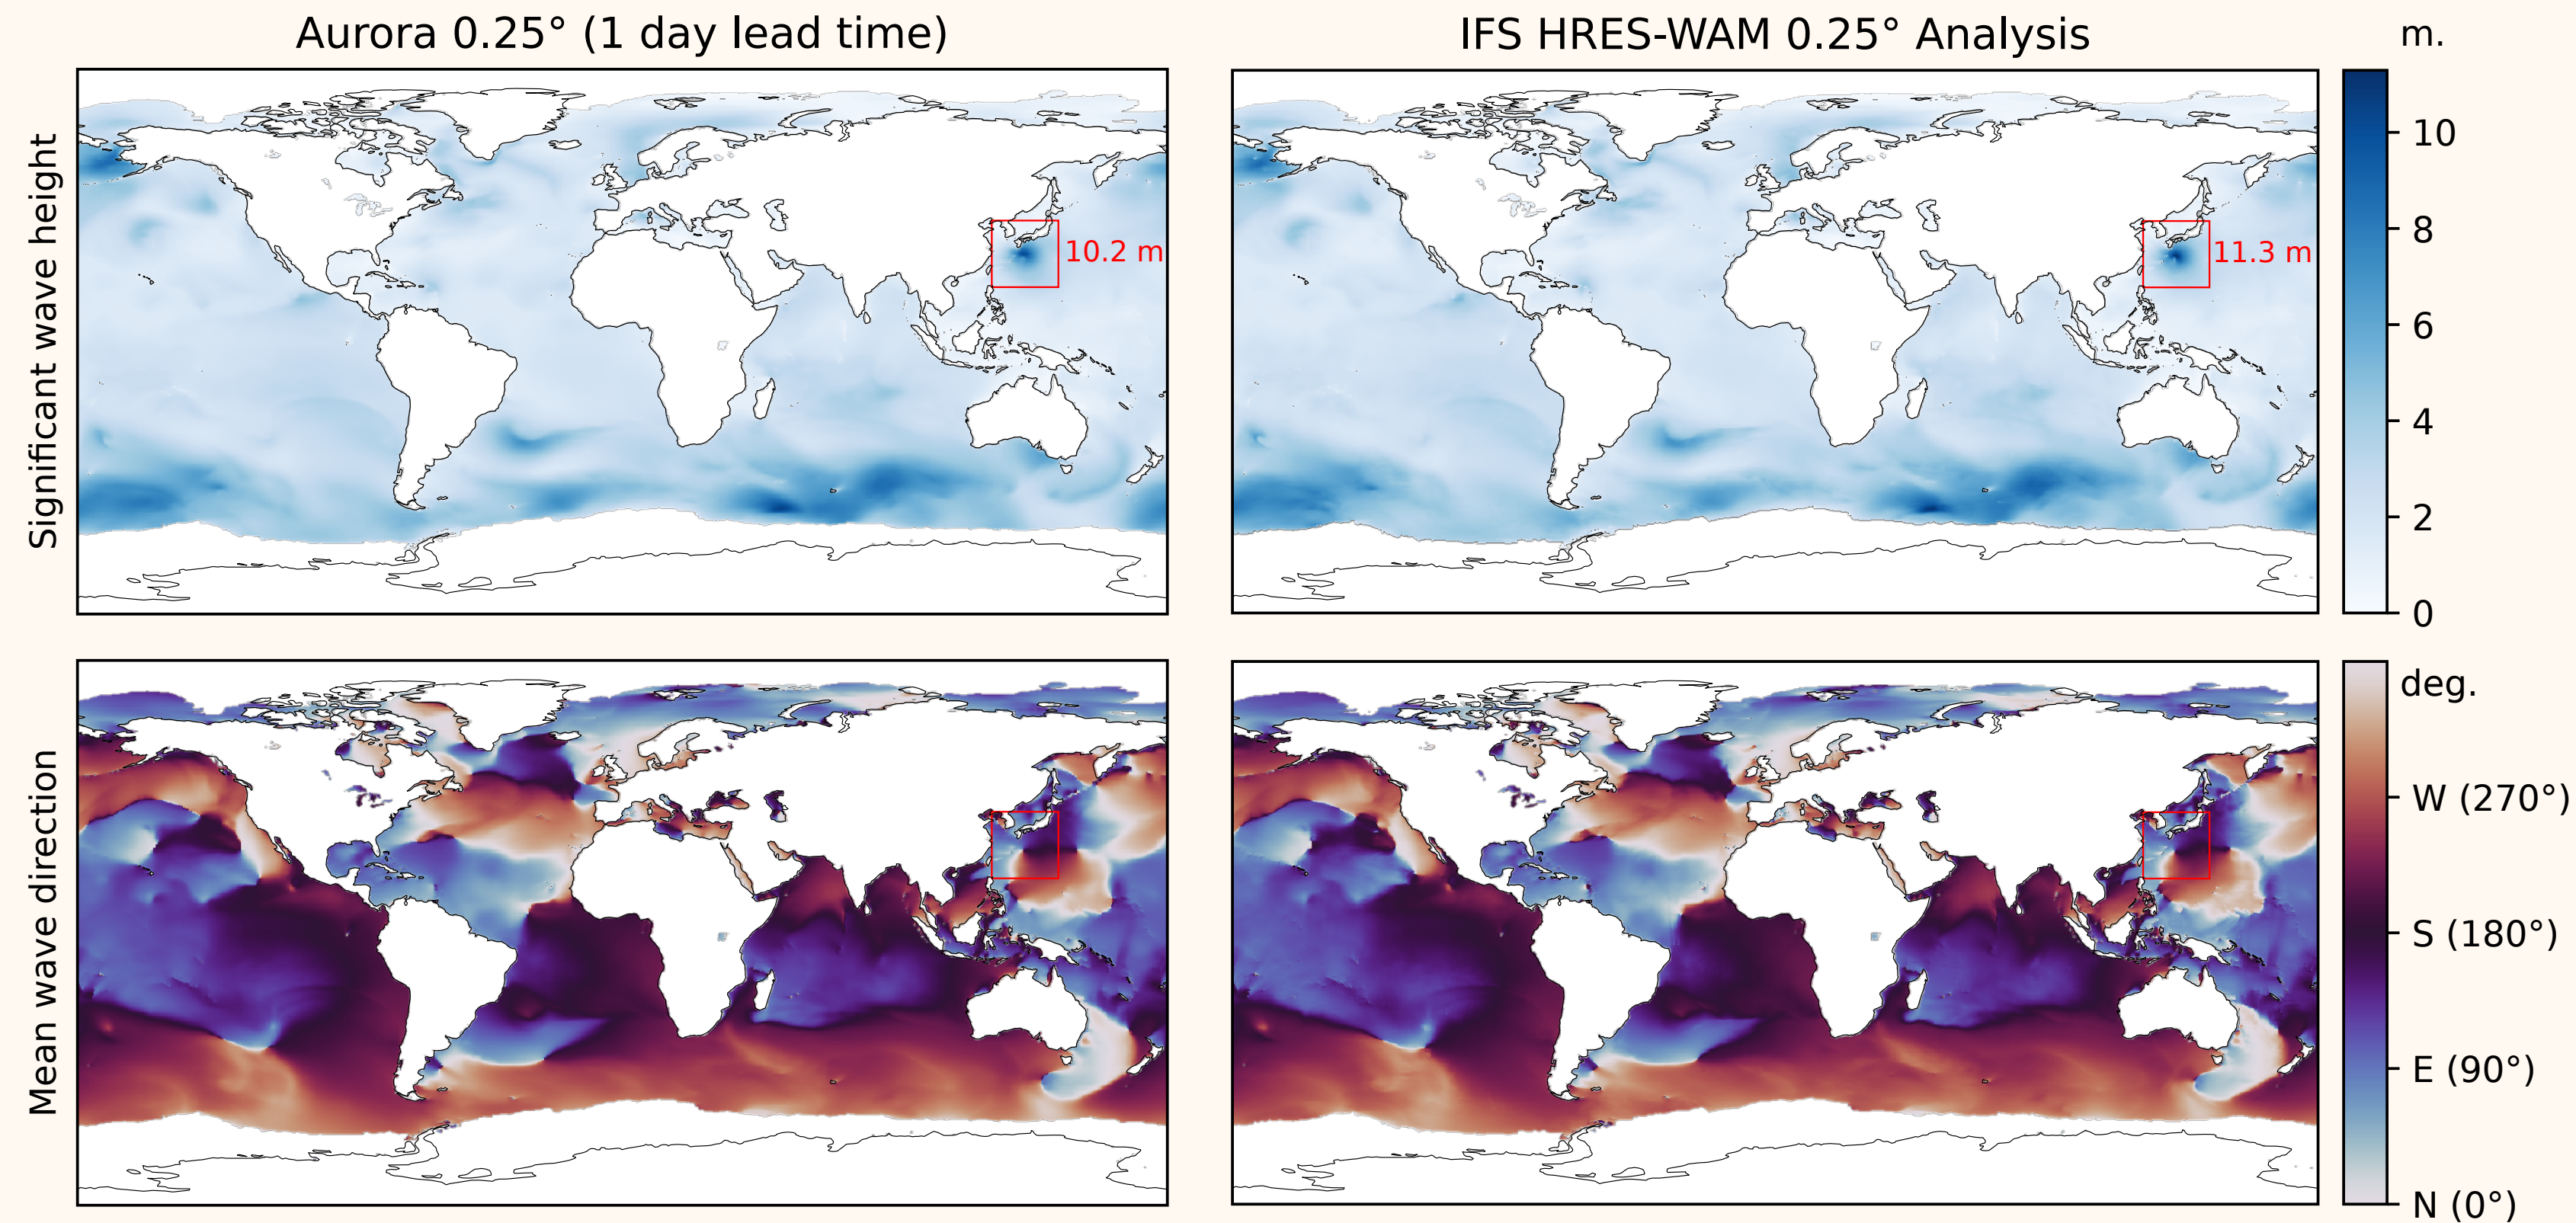 Aurora 0.25° (1 day lead time)
IFS HRES-WAM 0.25° Analysis
m.
Significant wave height
10.2 m
11.3 m
10
8
6
4
2
0
Mean wave direction
deg.
W (270°)
S (180°)
E (90°)
N (0°)